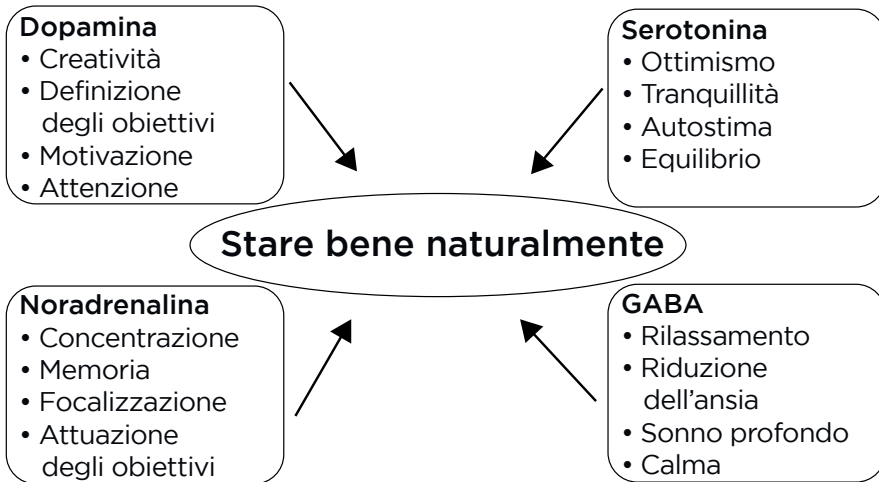 Dopamina
• Creatività
• Definizione
degli obiettivi
• Motivazione
• Attenzione
Serotonina
• Ottimismo
• Tranquillità
• Autostima
• Equilibrio
Stare bene naturalmente
Noradrenalina
• Concentrazione
• Memoria
• Focalizzazione
• Attuazione
degli obiettivi
GABA
• Rilassamento
• Riduzione
dell’ansia
• Sonno profondo
• Calma